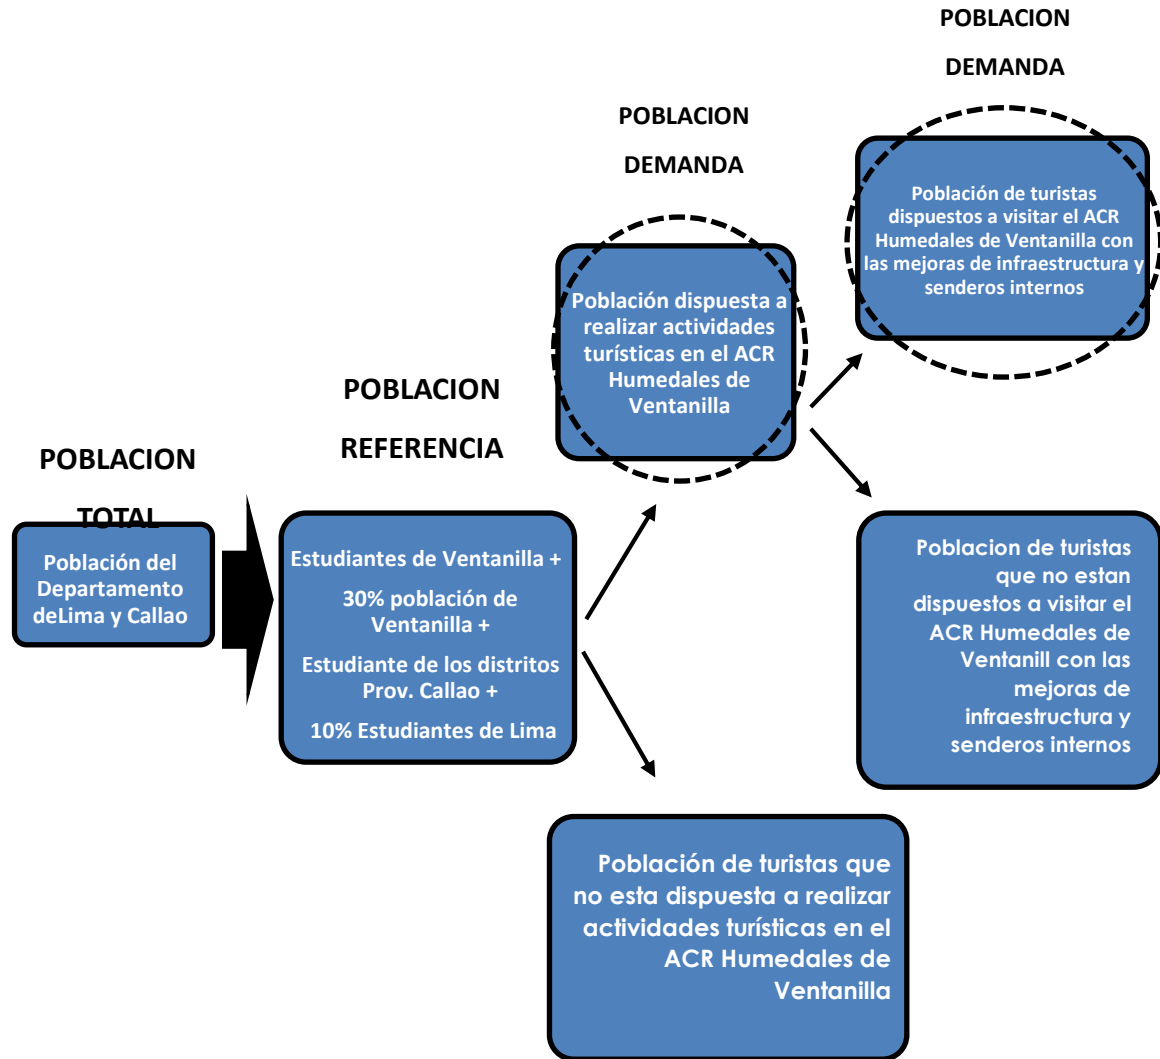 POBLACION
TOTAL
Población del
Departamento
deLima y Callao
POBLACION
REFERENCIA
Estudiantes de Ventanilla +
30% población de
Ventanilla +
Estudiante de los distritos
Prov. Callao +
10% Estudiantes de Lima
POBLACION
DEMANDA
Población dispuesta a
realizar actividades
turísticas en el ACR
Humedales de
Ventanilla
POBLACION
DEMANDA
Población de turistas
dispuestos a visitar el ACR
Humedales de Ventanilla con
las mejoras de infraestructura y
senderos internos
Poblacion de turistas
que no estan
dispuestos a visitar el
ACR Humedales de
Ventanill con las
mejoras de
infraestructura y
senderos internos
Población de turistas que
no esta dispuesta a realizar
actividades turísticas en el
ACR Humedales de
Ventanilla